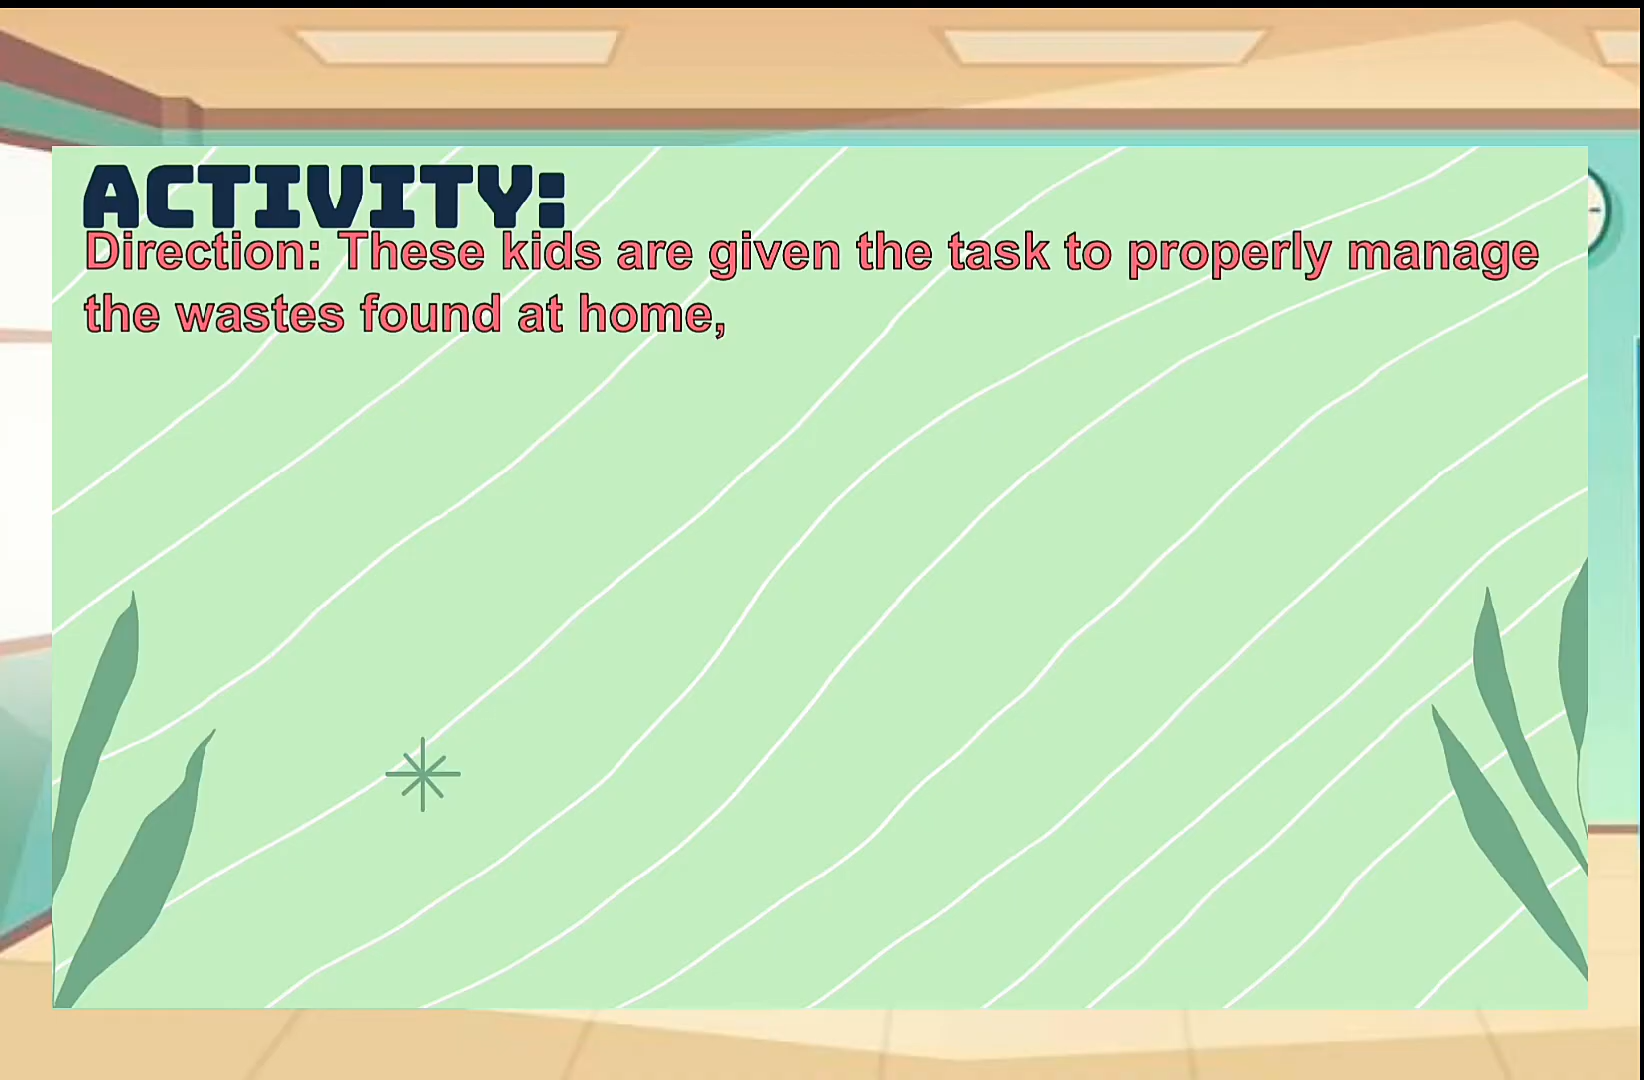 ACTIVITY:
Direction: These kids are given the task to properly manage
the wastes found at home,